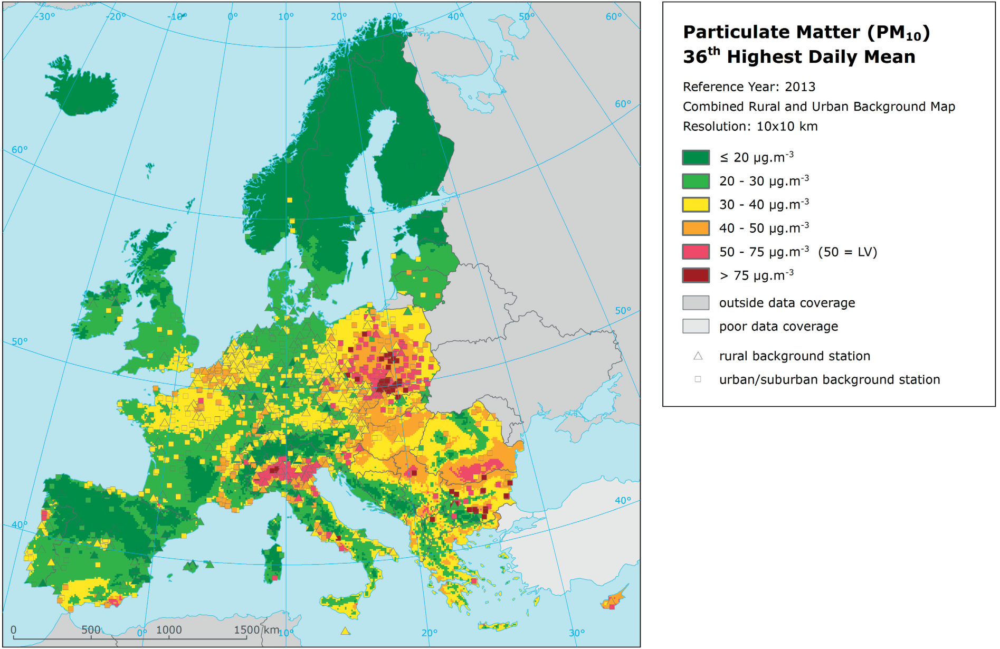 -30° -20° -10° 0° 10° 20° 30° 40° 50° 60°
60°
60°
50°
50°
40°
40°
0 500 1000 1500 km
0° 10° 20° 30°
Particulate Matter (PM₁₀)
36ᵗʰ Highest Daily Mean
Reference Year: 2013
Combined Rural and Urban Background Map
Resolution: 10x10 km
≤ 20 µg.m⁻³
20 - 30 µg.m⁻³
30 - 40 µg.m⁻³
40 - 50 µg.m⁻³
50 - 75 µg.m⁻³ (50 = LV)
> 75 µg.m⁻³
outside data coverage
poor data coverage
rural background station
urban/suburban background station